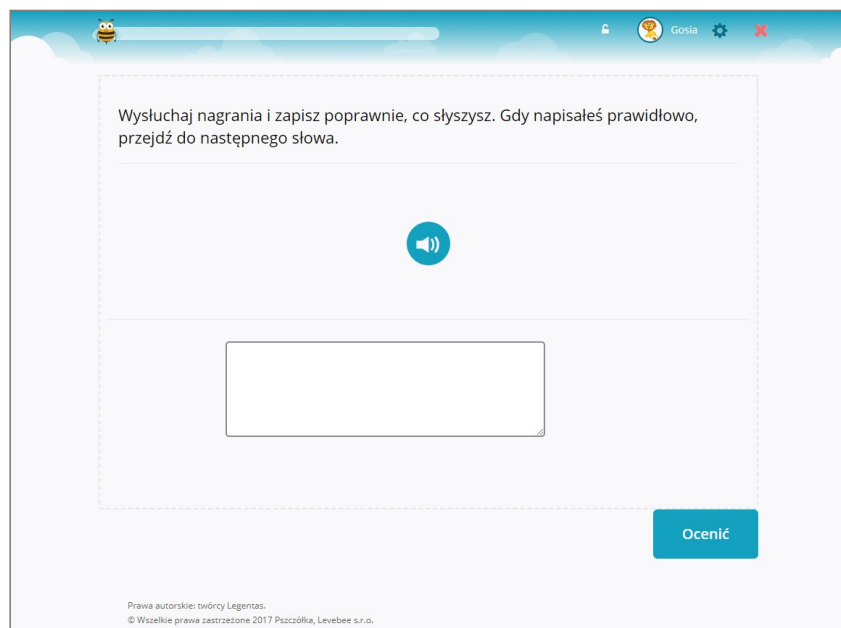 Gosia
Wysłuchaj nagrania i zapisz poprawnie, co słyszysz. Gdy napisałeś prawidłowo,
przejdź do następnego słowa.
Ocenić
Prawa autorskie: twórcy Legentas.
© Wszelkie prawa zastrzeżone 2017 Pszczółka, Levebee s.r.o.